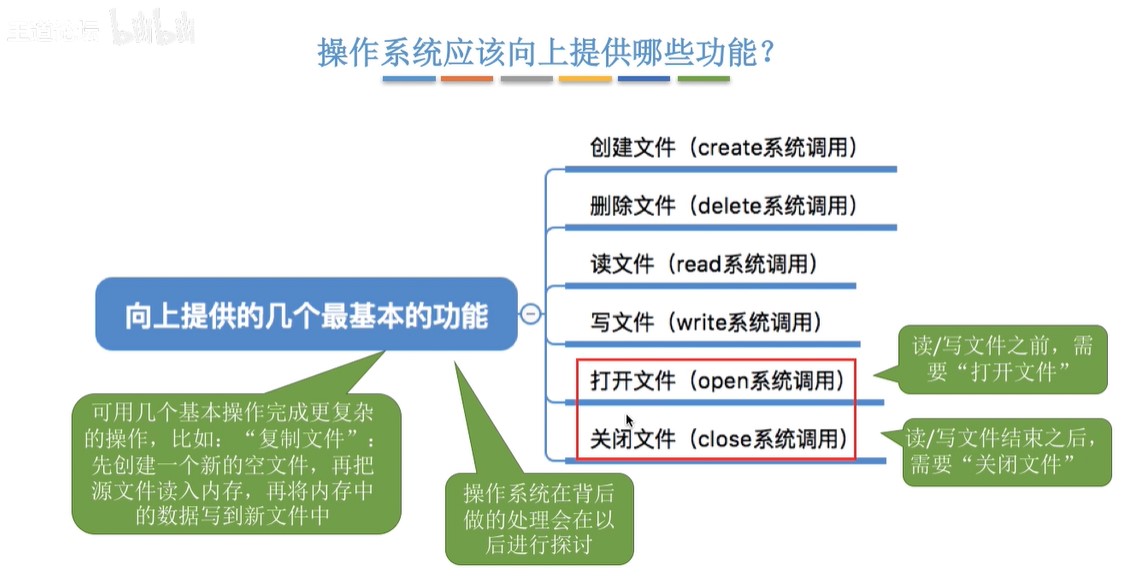 王道论坛 bilibili
操作系统应该向上提供哪些功能？
创建文件（create系统调用）
删除文件（delete系统调用）
读文件（read系统调用）
写文件（write系统调用）
打开文件（open系统调用）
关闭文件（close系统调用）
向上提供的几个最基本的功能
读/写文件之前，需
要“打开文件”
读/写文件结束之后，
需要“关闭文件”
可用几个基本操作完成更复杂
的操作，比如：“复制文件”：
先创建一个新的空文件，再把
源文件读入内存，再将内存中
的数据写到新文件中
操作系统在背后
做的处理会在以
后进行探讨